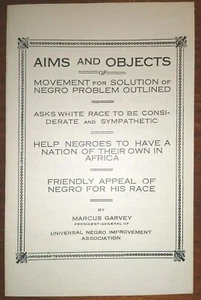 AIMS AND OBJECTS
OF
MOVEMENT FOR SOLUTION OF
NEGRO PROBLEM OUTLINED
ASKS WHITE RACE TO BE CONSI-
DERATE AND SYMPATHETIC
HELP NEGROES TO HAVE A
NATION OF THEIR OWN IN
AFRICA
FRIENDLY APPEAL OF
NEGRO FOR HIS RACE
BY
MARCUS GARVEY
PRESIDENT-GENERAL OF
UNIVERSAL NEGRO IMPROVEMENT
ASSOCIATION